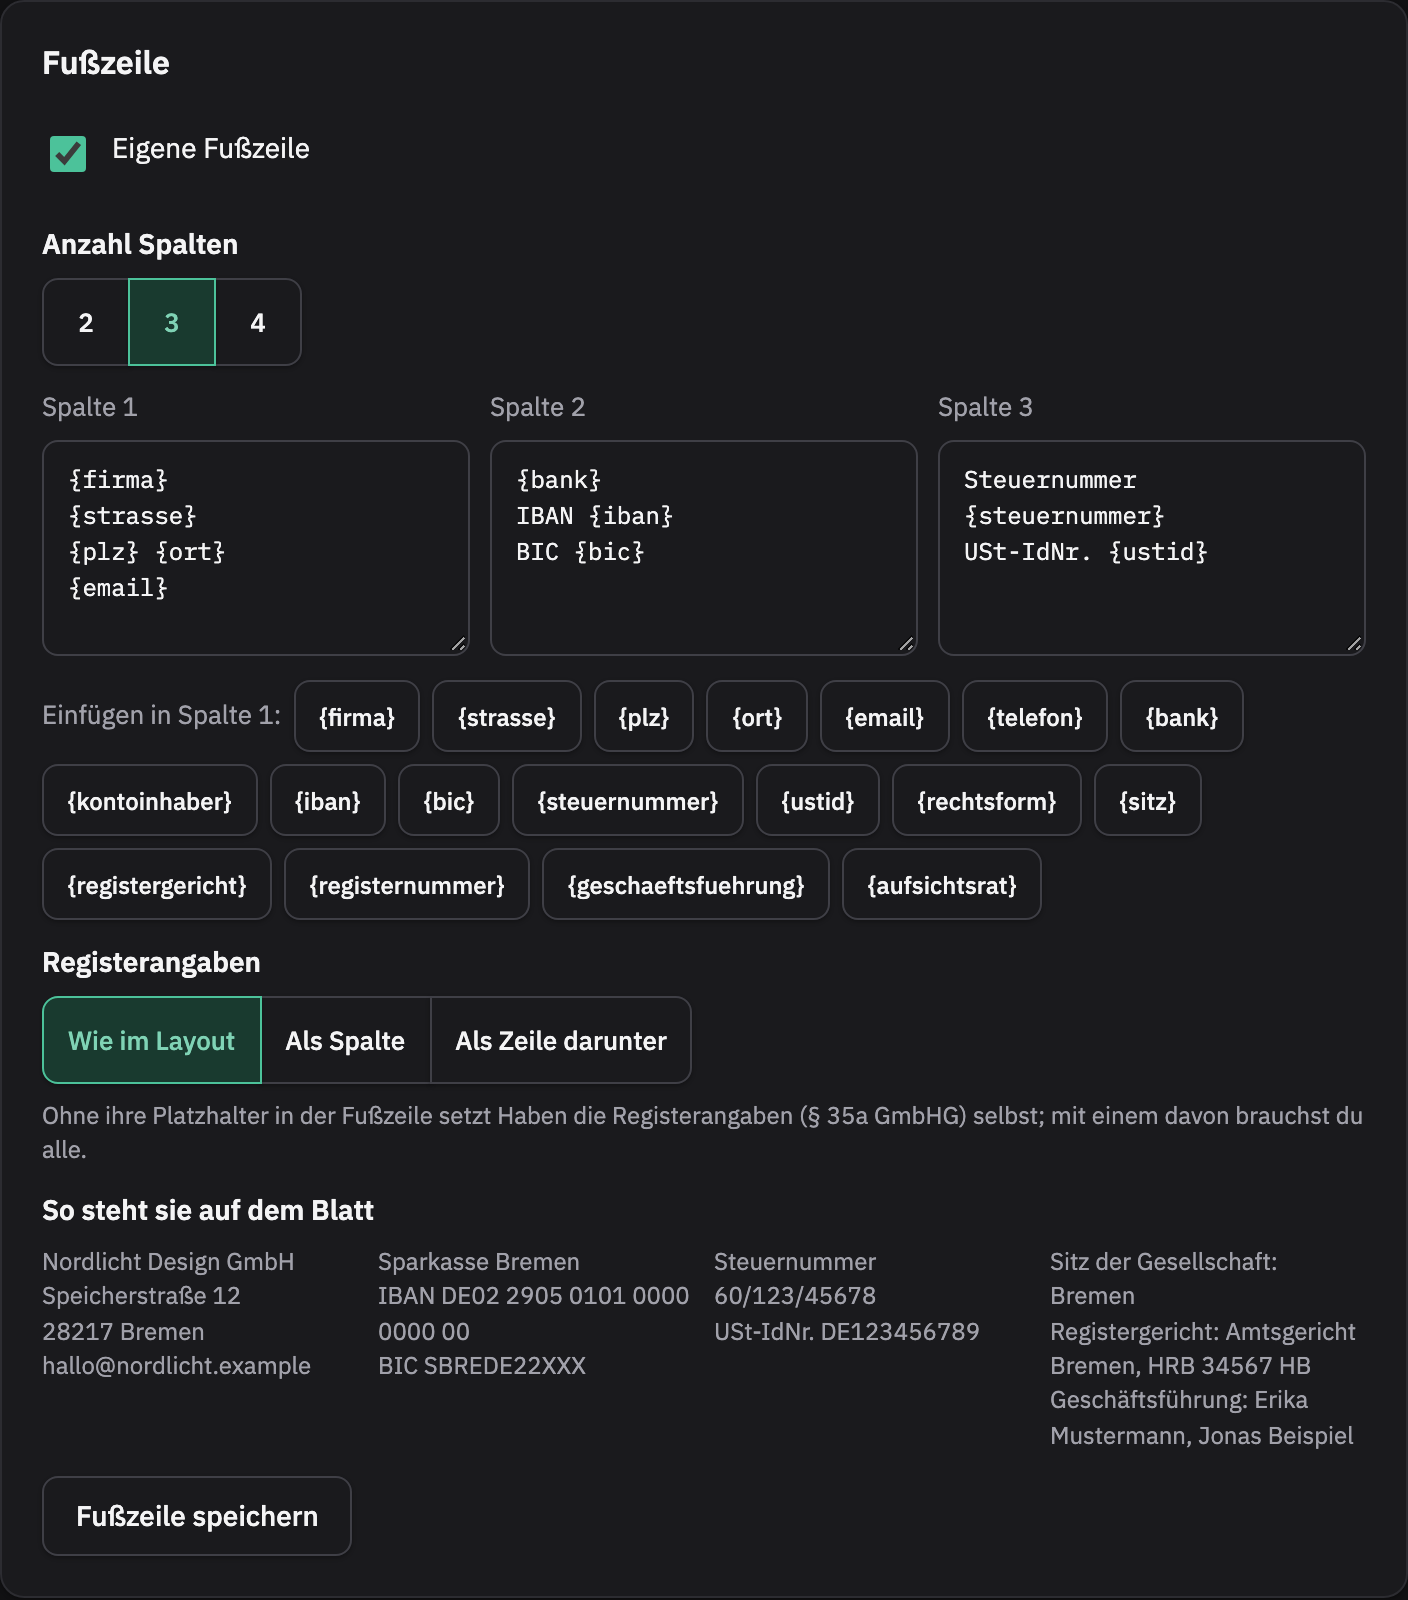 Fußzeile
Eigene Fußzeile
Anzahl Spalten
2 3 4
Spalte 1
{firma}
{strasse}
{plz} {ort}
{email}
Spalte 2
{bank}
IBAN {iban}
BIC {bic}
Spalte 3
Steuernummer
{steuernummer}
USt-IdNr. {ustid}
Einfügen in Spalte 1: {firma} {strasse} {plz} {ort} {email} {telefon} {bank}
{kontoinhaber} {iban} {bic} {steuernummer} {ustid} {rechtsform} {sitz}
{registergericht} {registernummer} {geschaeftsfuehrung} {aufsichtsrat}
Registerangaben
Wie im Layout Als Spalte Als Zeile darunter
Ohne ihre Platzhalter in der Fußzeile setzt Haben die Registerangaben (§ 35a GmbHG) selbst; mit einem davon brauchst du
alle.
So steht sie auf dem Blatt
Nordlicht Design GmbH
Speicherstraße 12
28217 Bremen
hallo@nordlicht.example
Sparkasse Bremen
IBAN DE02 2905 0101 0000
0000 00
BIC SBREDE22XXX
Steuernummer
60/123/45678
USt-IdNr. DE123456789
Sitz der Gesellschaft:
Bremen
Registergericht: Amtsgericht
Bremen, HRB 34567 HB
Geschäftsführung: Erika
Mustermann, Jonas Beispiel
Fußzeile speichern